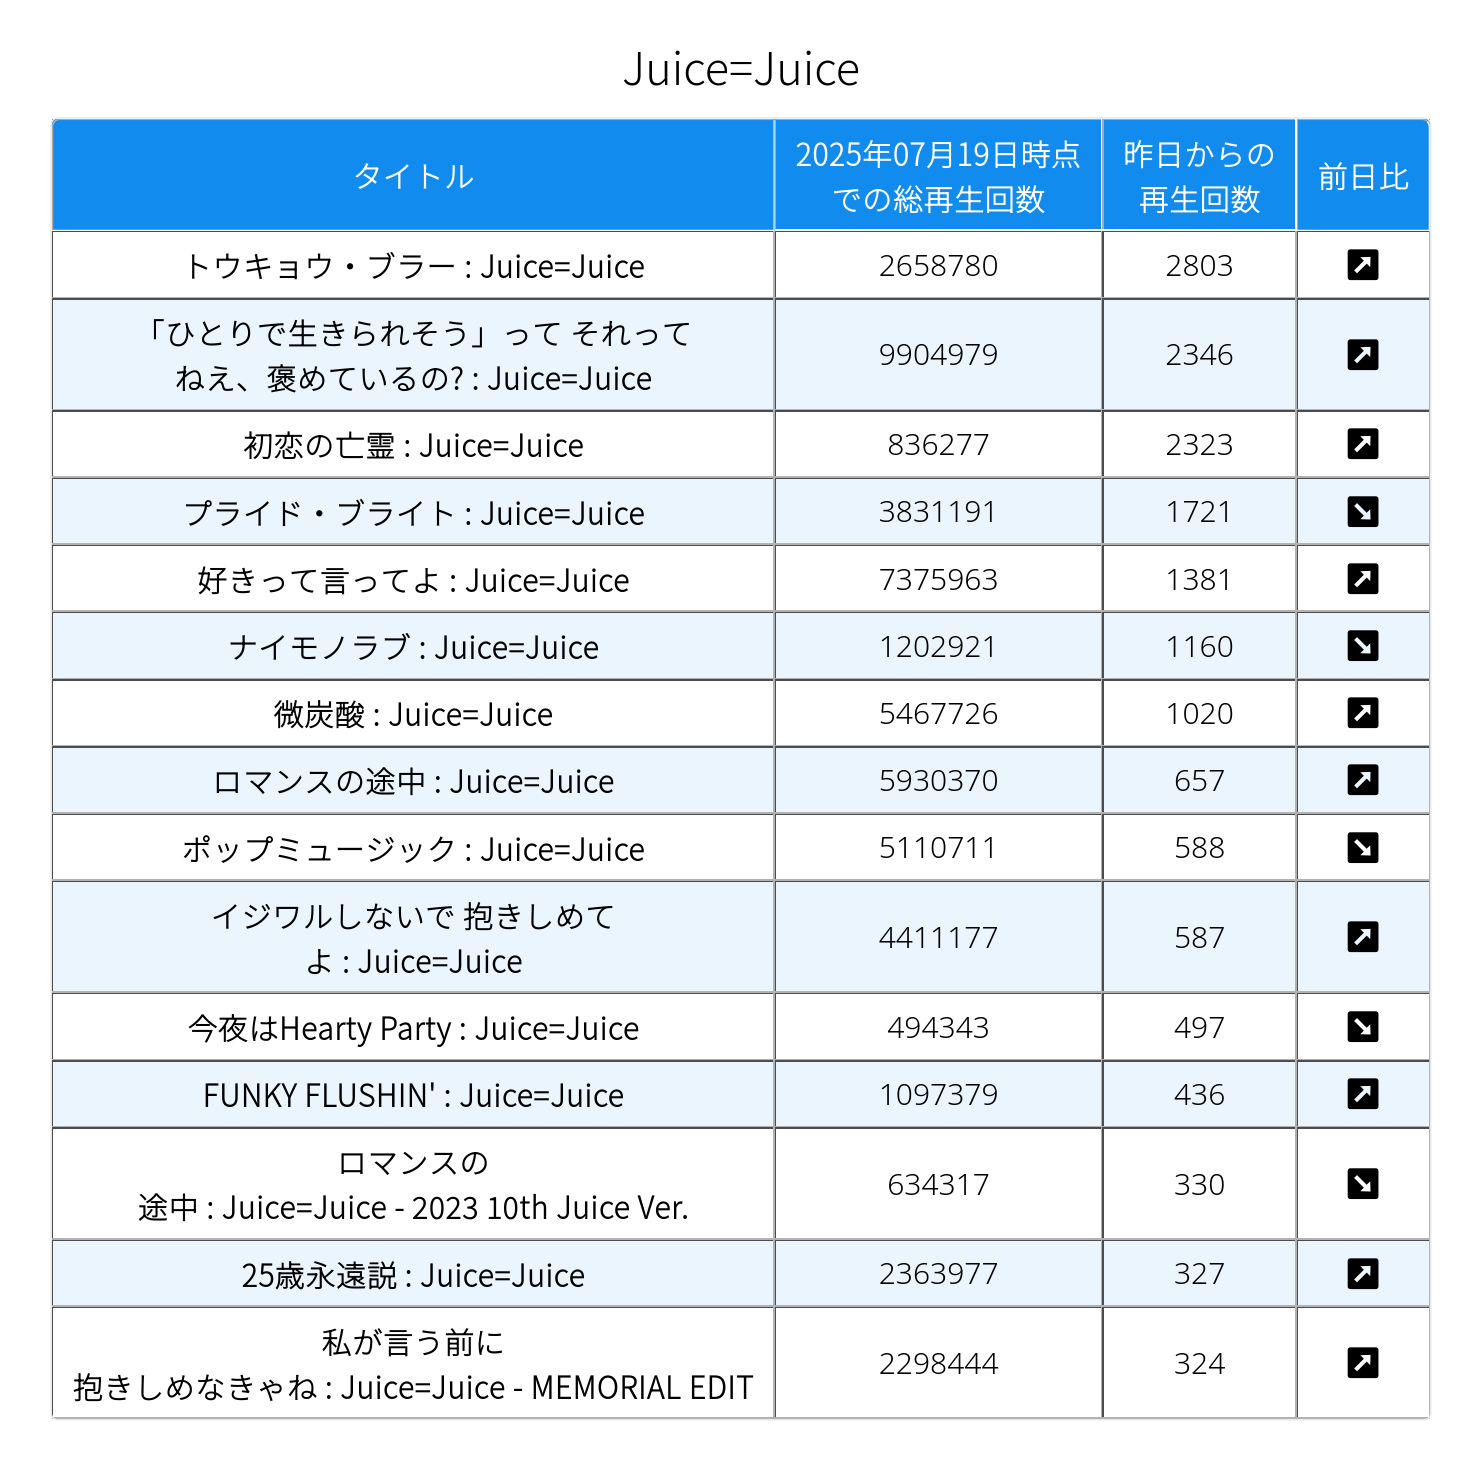 Juice=Juice
タイトル
2025年07月19日時点
での総再生回数
昨日からの
再生回数
前日比
トウキョウ・ブラー : Juice=Juice
2658780
2803
「ひとりで生きられそう」って それって
ねえ、褒めているの? : Juice=Juice
9904979
2346
初恋の亡霊 : Juice=Juice
836277
2323
プライド・ブライト : Juice=Juice
3831191
1721
好きって言ってよ : Juice=Juice
7375963
1381
ナイモノラブ : Juice=Juice
1202921
1160
微炭酸 : Juice=Juice
5467726
1020
ロマンスの途中 : Juice=Juice
5930370
657
ポップミュージック : Juice=Juice
5110711
588
イジワルしないで 抱きしめて
よ : Juice=Juice
4411177
587
今夜はHearty Party : Juice=Juice
494343
497
FUNKY FLUSHIN' : Juice=Juice
1097379
436
ロマンスの
途中 : Juice=Juice - 2023 10th Juice Ver.
634317
330
25歳永遠説 : Juice=Juice
2363977
327
私が言う前に
抱きしめなきゃね : Juice=Juice - MEMORIAL EDIT
2298444
324